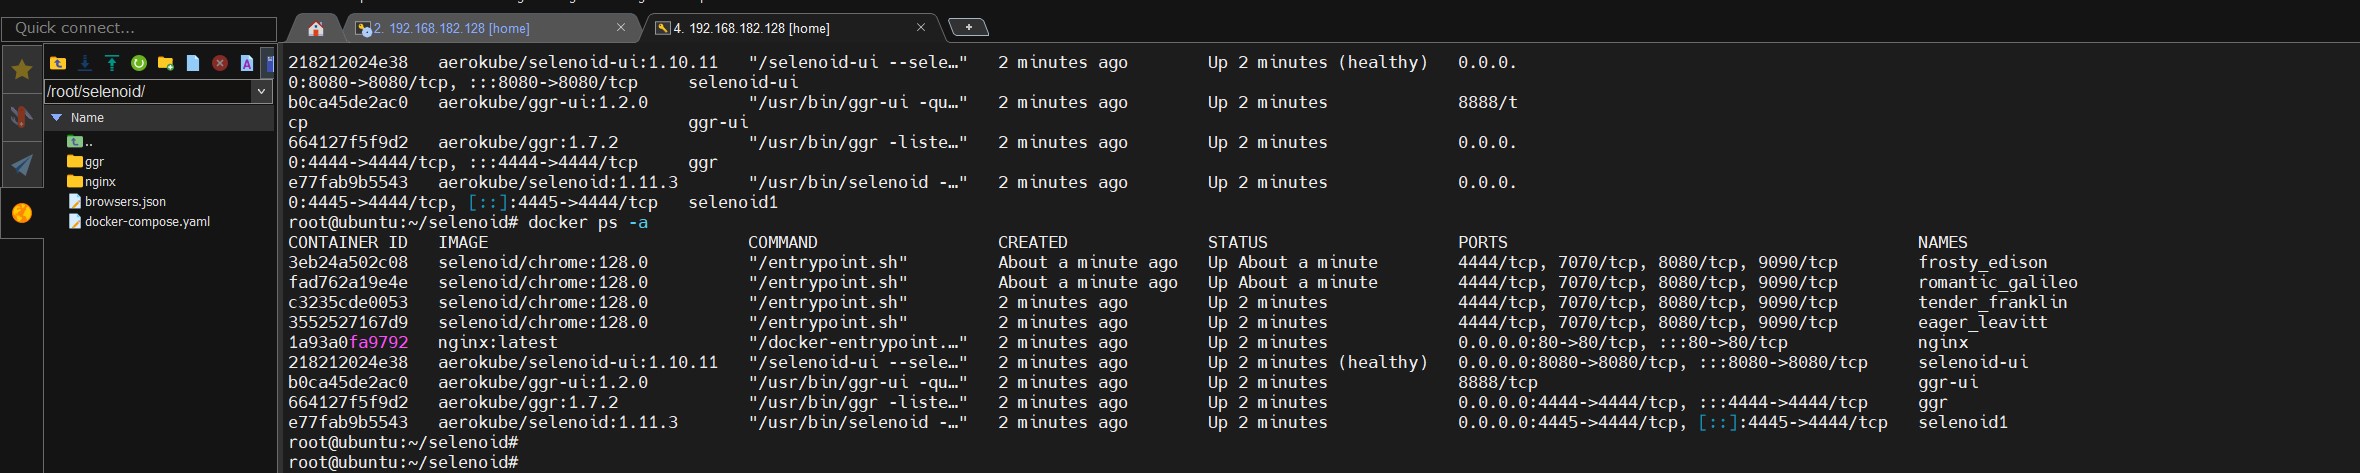 Quick connect...
2. 192.168.182.128 [home]
4. 192.168.182.128 [home]
/root/selenoid/
Name
..
ggr
nginx
browsers.json
docker-compose.yaml
218212024e38   aerokube/selenoid-ui:1.10.11   "/selenoid-ui --sele…"   2 minutes ago        Up 2 minutes (healthy)   0.0.0.
0:8080->8080/tcp, :::8080->8080/tcp     selenoid-ui
b0ca45de2ac0   aerokube/ggr-ui:1.2.0          "/usr/bin/ggr-ui -qu…"   2 minutes ago        Up 2 minutes             8888/t
cp                                      ggr-ui
664127f5f9d2   aerokube/ggr:1.7.2             "/usr/bin/ggr -liste…"   2 minutes ago        Up 2 minutes             0.0.0.
0:4444->4444/tcp, :::4444->4444/tcp     ggr
e77fab9b5543   aerokube/selenoid:1.11.3       "/usr/bin/selenoid -…"   2 minutes ago        Up 2 minutes             0.0.0.
0:4445->4444/tcp, [::]:4445->4444/tcp   selenoid1
root@ubuntu:~/selenoid# docker ps -a
CONTAINER ID   IMAGE                          COMMAND                  CREATED              STATUS                   PORTS                                         NAMES
3eb24a502c08   selenoid/chrome:128.0          "/entrypoint.sh"         About a minute ago   Up About a minute        4444/tcp, 7070/tcp, 8080/tcp, 9090/tcp        frosty_edison
fad762a19e4e   selenoid/chrome:128.0          "/entrypoint.sh"         About a minute ago   Up About a minute        4444/tcp, 7070/tcp, 8080/tcp, 9090/tcp        romantic_galileo
c3235cde0053   selenoid/chrome:128.0          "/entrypoint.sh"         2 minutes ago        Up 2 minutes             4444/tcp, 7070/tcp, 8080/tcp, 9090/tcp        tender_franklin
3552527167d9   selenoid/chrome:128.0          "/entrypoint.sh"         2 minutes ago        Up 2 minutes             4444/tcp, 7070/tcp, 8080/tcp, 9090/tcp        eager_leavitt
1a93a0fa9792   nginx:latest                   "/docker-entrypoint.…"   2 minutes ago        Up 2 minutes             0.0.0.0:80->80/tcp, :::80->80/tcp             nginx
218212024e38   aerokube/selenoid-ui:1.10.11   "/selenoid-ui --sele…"   2 minutes ago        Up 2 minutes (healthy)   0.0.0.0:8080->8080/tcp, :::8080->8080/tcp     selenoid-ui
b0ca45de2ac0   aerokube/ggr-ui:1.2.0          "/usr/bin/ggr-ui -qu…"   2 minutes ago        Up 2 minutes             8888/tcp                                      ggr-ui
664127f5f9d2   aerokube/ggr:1.7.2             "/usr/bin/ggr -liste…"   2 minutes ago        Up 2 minutes             0.0.0.0:4444->4444/tcp, :::4444->4444/tcp     ggr
e77fab9b5543   aerokube/selenoid:1.11.3       "/usr/bin/selenoid -…"   2 minutes ago        Up 2 minutes             0.0.0.0:4445->4444/tcp, [::]:4445->4444/tcp   selenoid1
root@ubuntu:~/selenoid#
root@ubuntu:~/selenoid#